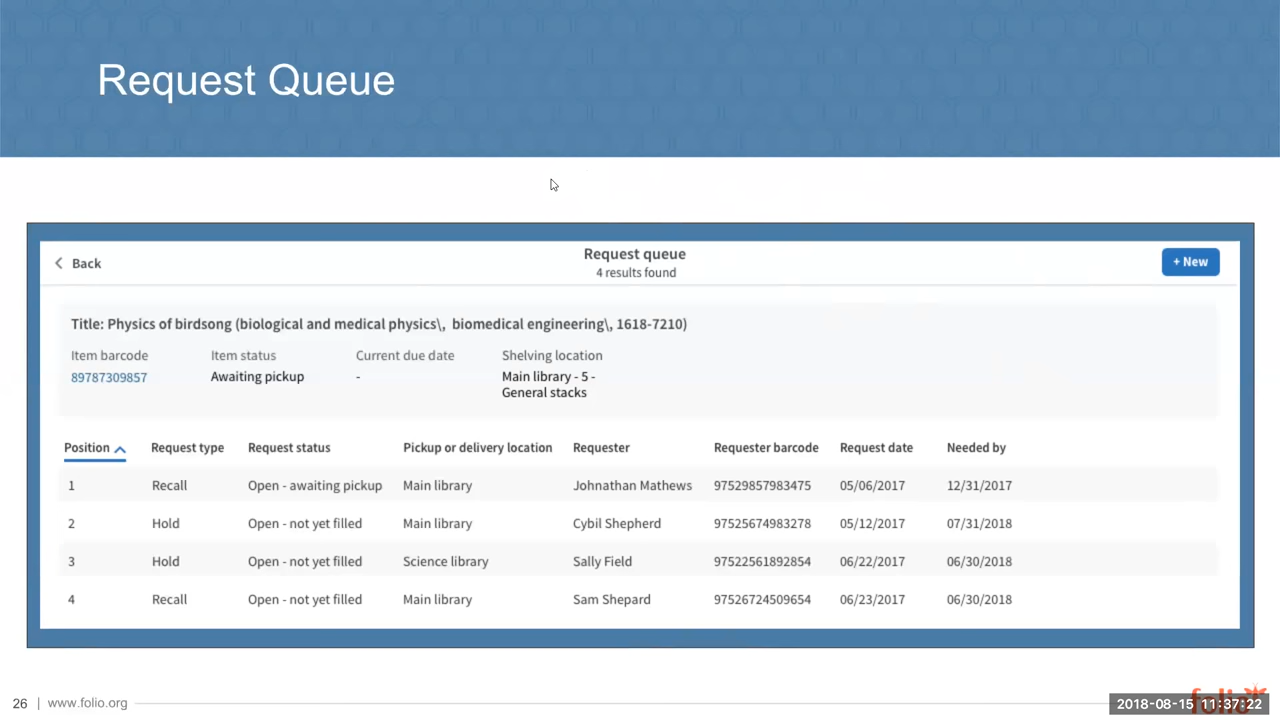 Request Queue
Back
Request queue
4 results found
+ New
Title: Physics of birdsong (biological and medical physics\, biomedical engineering\, 1618-7210)
Item barcode Item status Current due date Shelving location
89787309857 Awaiting pickup - Main library - 5 -
General stacks
Position Request type Request status Pickup or delivery location Requester Requester barcode Request date Needed by
1 Recall Open - awaiting pickup Main library Johnathan Mathews 97529857983475 05/06/2017 12/31/2017
2 Hold Open - not yet filled Main library Cybil Shepherd 97525674983278 05/12/2017 07/31/2018
3 Hold Open - not yet filled Science library Sally Field 97522561892854 06/22/2017 06/30/2018
4 Recall Open - not yet filled Main library Sam Shepard 97526724509654 06/23/2017 06/30/2018
26 | www.folio.org
folio
2018-08-15 11:37:22